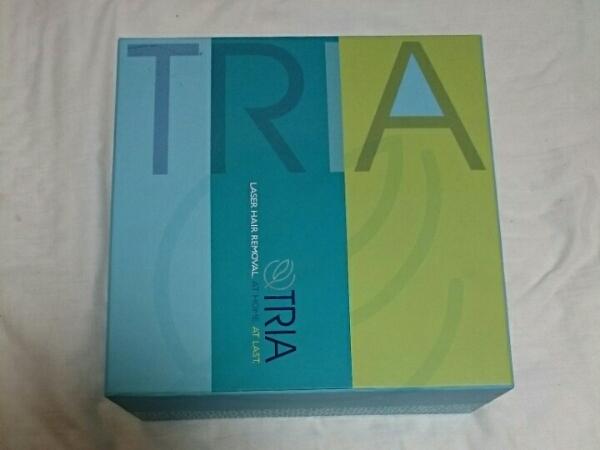 TRIA
TRIA
LASER HAIR REMOVAL. AT HOME. AT LAST.